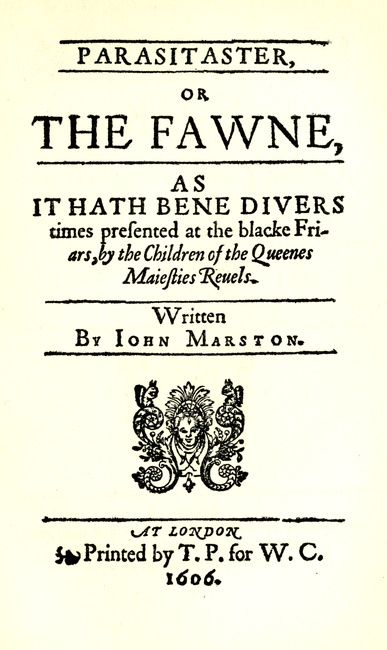 PARASITASTER,
OR
THE FAWNE,
AS
IT HATH BENE DIVERS
times preſented at the blacke Fri-
ars, by the Children of the Queenes
Maieſties Reuels.
Written
BY IOHN MARSTON.
AT LONDON
Printed by T. P. for W. C.
1606.